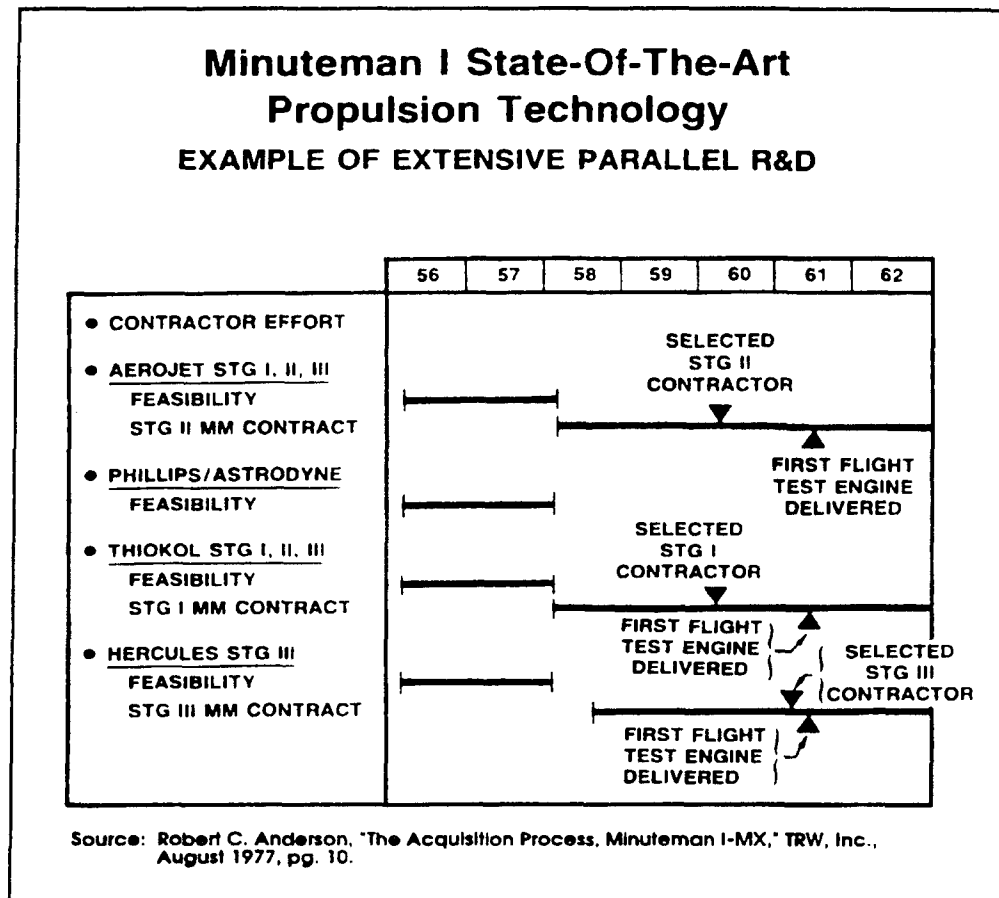 Minuteman I State-Of-The-Art
Propulsion Technology
EXAMPLE OF EXTENSIVE PARALLEL R&D
56 57 58 59 60 61 62
• CONTRACTOR EFFORT
• AEROJET STG I, II, III
FEASIBILITY
STG II MM CONTRACT
SELECTED
STG II
CONTRACTOR
FIRST FLIGHT
TEST ENGINE
DELIVERED
• PHILLIPS/ASTRODYNE
FEASIBILITY
• THIOKOL STG I, II, III
FEASIBILITY
STG I MM CONTRACT
SELECTED
STG I
CONTRACTOR
FIRST FLIGHT
TEST ENGINE
DELIVERED
• HERCULES STG III
FEASIBILITY
STG III MM CONTRACT
SELECTED
STG III
CONTRACTOR
FIRST FLIGHT
TEST ENGINE
DELIVERED
Source: Robert C. Anderson, "The Acquisition Process, Minuteman I-MX," TRW, Inc.,
August 1977, pg. 10.